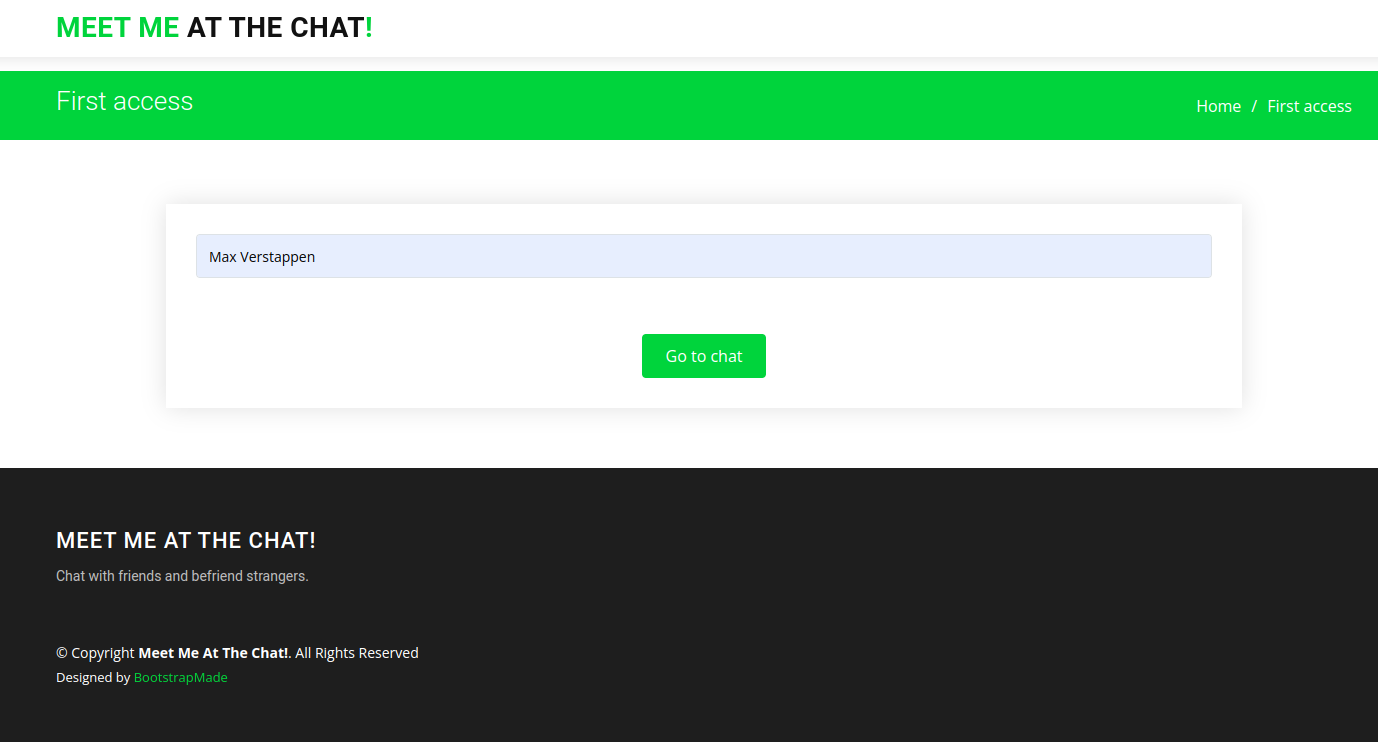 MEET ME AT THE CHAT!
First access
Home / First access
Max Verstappen
Go to chat
MEET ME AT THE CHAT!
Chat with friends and befriend strangers.
© Copyright Meet Me At The Chat!. All Rights Reserved
Designed by BootstrapMade